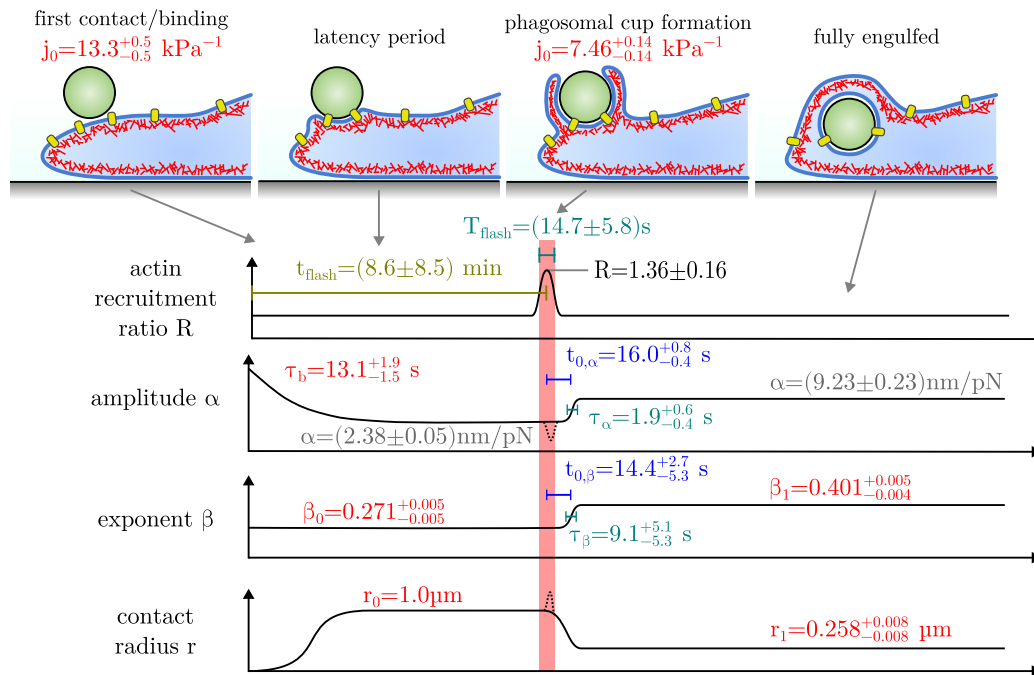 first contact/binding
j₀=13.3⁺⁰·⁵₋₀.₅ kPa⁻¹
latency period
phagosomal cup formation
j₀=7.46⁺⁰·¹⁴₋₀.₁₄ kPa⁻¹
fully engulfed
T_flash=(14.7±5.8)s
t_flash=(8.6±8.5) min
R=1.36±0.16
actin
recruitment
ratio R
t₀,α=16.0⁺⁰·⁸₋₀.₄ s
τ_b=13.1⁺¹·⁹₋₁.₅ s
α=(9.23±0.23)nm/pN
amplitude α
τ_α=1.9⁺⁰·⁶₋₀.₄ s
α=(2.38±0.05)nm/pN
t₀,β=14.4⁺²·⁷₋₅.₃ s
β₁=0.401⁺⁰·⁰⁰⁵₋₀.₀₀₄
β₀=0.271⁺⁰·⁰⁰⁵₋₀.₀₀₅
exponent β
τ_β=9.1⁺⁵·¹₋₅.₃ s
r₀=1.0µm
contact
radius r
r₁=0.258⁺⁰·⁰⁰⁸₋₀.₀₀₈ µm